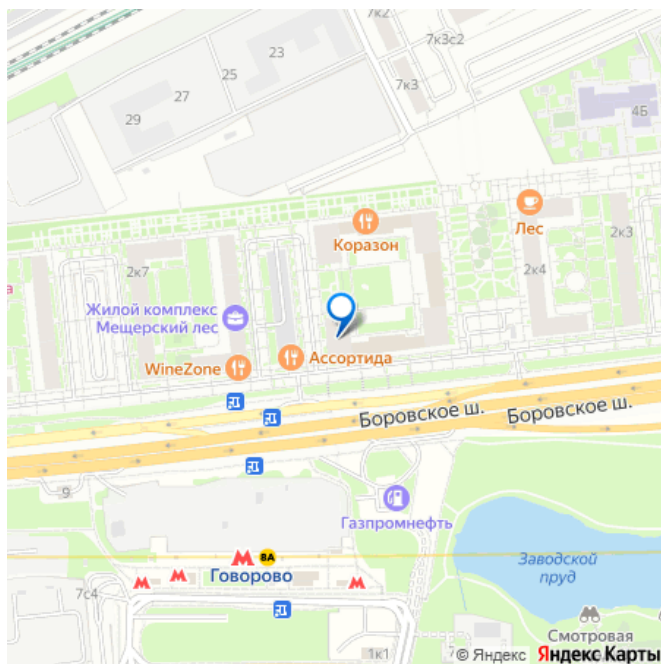 7к2
7к3с2
23
25
7к3
27
29
4Б
Коразон
Лес
2к3
2к7
2к4
Жилой комплекс
Мещерский лес
WineZone
Ассортида
Боровское ш.
Боровское ш.
9
Газпромнефть
8А
Говорово
Заводской
пруд
7с4
1к1
Смотровая
© Яндекс
Яндекс Карты